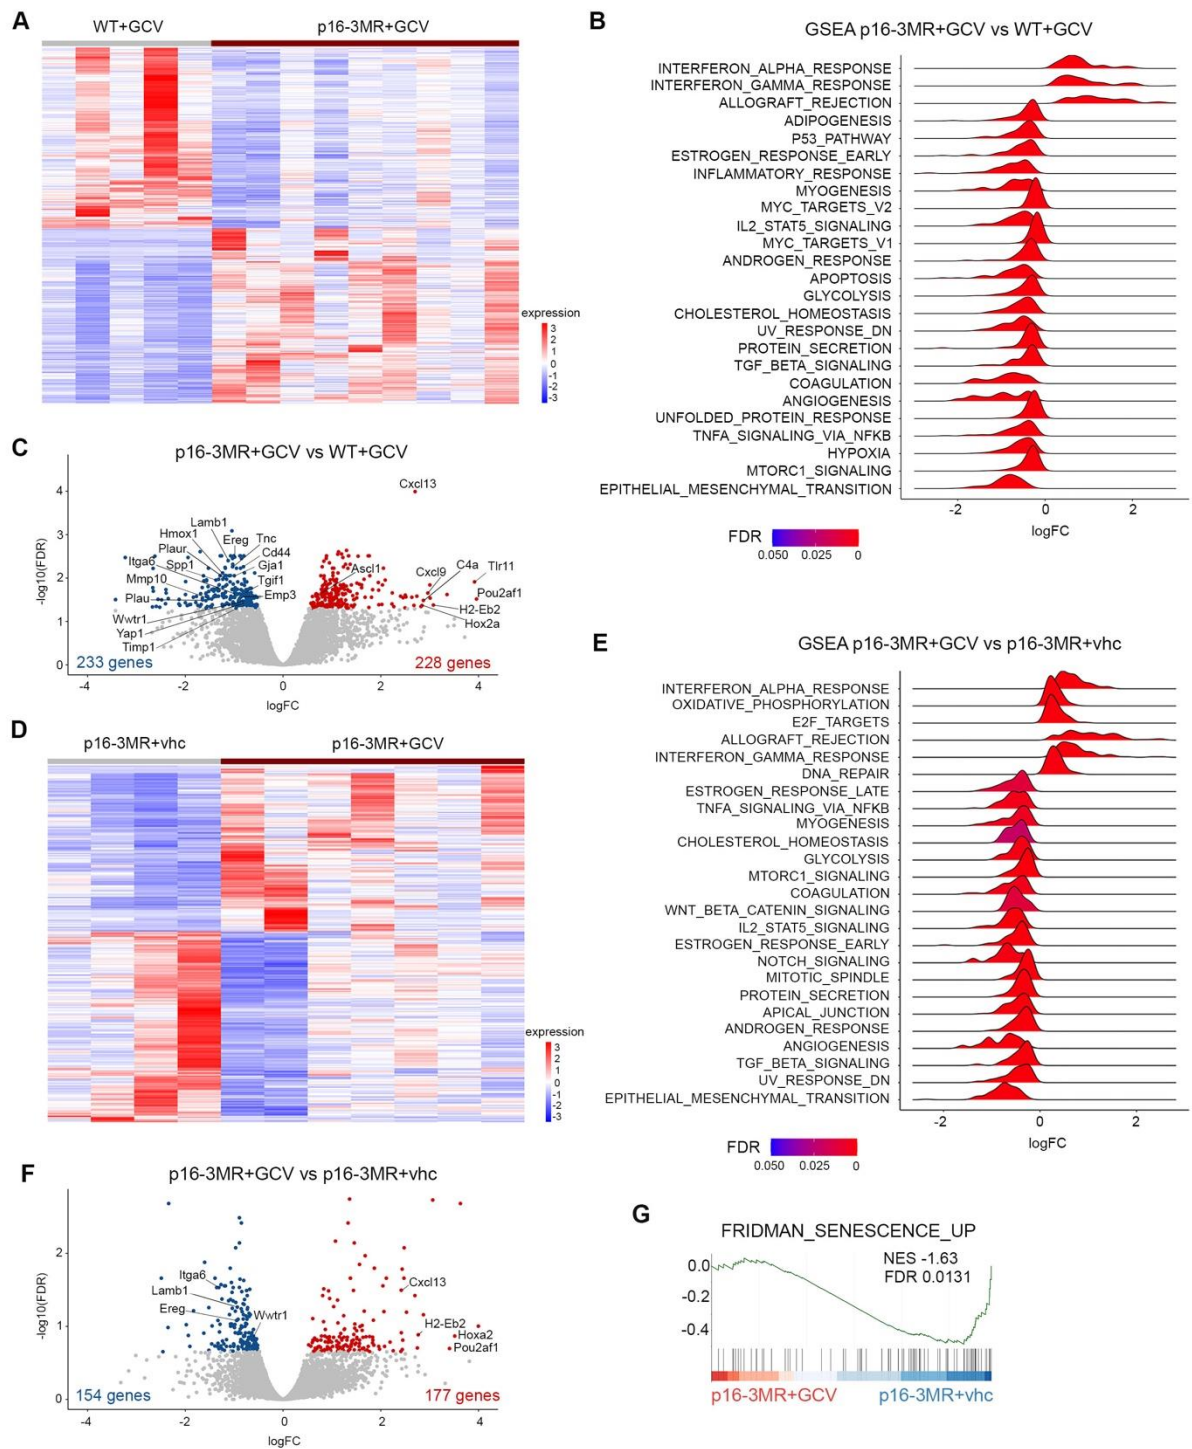 A
WT+GCV
p16-3MR+GCV
expression
3
2
1
0
-1
-2
-3
B
GSEA p16-3MR+GCV vs WT+GCV
INTERFERON_ALPHA_RESPONSE
INTERFERON_GAMMA_RESPONSE
ALLOGRAFT_REJECTION
ADIPOGENESIS
P53_PATHWAY
ESTROGEN_RESPONSE_EARLY
INFLAMMATORY_RESPONSE
MYOGENESIS
MYC_TARGETS_V2
IL2_STAT5_SIGNALING
MYC_TARGETS_V1
ANDROGEN_RESPONSE
APOPTOSIS
GLYCOLYSIS
CHOLESTEROL_HOMEOSTASIS
UV_RESPONSE_DN
PROTEIN_SECRETION
TGF_BETA_SIGNALING
COAGULATION
ANGIOGENESIS
UNFOLDED_PROTEIN_RESPONSE
TNFA_SIGNALING_VIA_NFKB
HYPOXIA
MTORC1_SIGNALING
EPITHELIAL_MESENCHYMAL_TRANSITION
-2 0 2
logFC
FDR
0.050 0.025 0
C
p16-3MR+GCV vs WT+GCV
-log10(FDR)
4
3
2
1
0
Cxcl13
Lamb1
Hmox1
Ereg
Tnc
Plaur
Cd44
Itga6
Spp1
Gja1
Mmp10
Tgif1
Plau
Emp3
Wwtr1
Yap1
Timp1
Ascl1
Cxcl9
C4a
Tlr11
Pou2af1
H2-Eb2
Hox2a
233 genes
228 genes
-4 -2 0 2 4
logFC
D
p16-3MR+vhc
p16-3MR+GCV
expression
3
2
1
0
-1
-2
-3
E
GSEA p16-3MR+GCV vs p16-3MR+vhc
INTERFERON_ALPHA_RESPONSE
OXIDATIVE_PHOSPHORYLATION
E2F_TARGETS
ALLOGRAFT_REJECTION
INTERFERON_GAMMA_RESPONSE
DNA_REPAIR
ESTROGEN_RESPONSE_LATE
TNFA_SIGNALING_VIA_NFKB
MYOGENESIS
CHOLESTEROL_HOMEOSTASIS
GLYCOLYSIS
MTORC1_SIGNALING
COAGULATION
WNT_BETA_CATENIN_SIGNALING
IL2_STAT5_SIGNALING
ESTROGEN_RESPONSE_EARLY
NOTCH_SIGNALING
MITOTIC_SPINDLE
PROTEIN_SECRETION
APICAL_JUNCTION
ANDROGEN_RESPONSE
ANGIOGENESIS
TGF_BETA_SIGNALING
UV_RESPONSE_DN
EPITHELIAL_MESENCHYMAL_TRANSITION
-2 0 2
logFC
FDR
0.050 0.025 0
F
p16-3MR+GCV vs p16-3MR+vhc
-log10(FDR)
2
1
0
Itga6
Lamb1
Ereg
Wwtr1
Cxcl13
H2-Eb2
Hoxa2
Pou2af1
154 genes
177 genes
-4 -2 0 2 4
logFC
G
FRIDMAN_SENESCENCE_UP
NES -1.63
FDR 0.0131
0.0
-0.2
-0.4
p16-3MR+GCV
p16-3MR+vhc